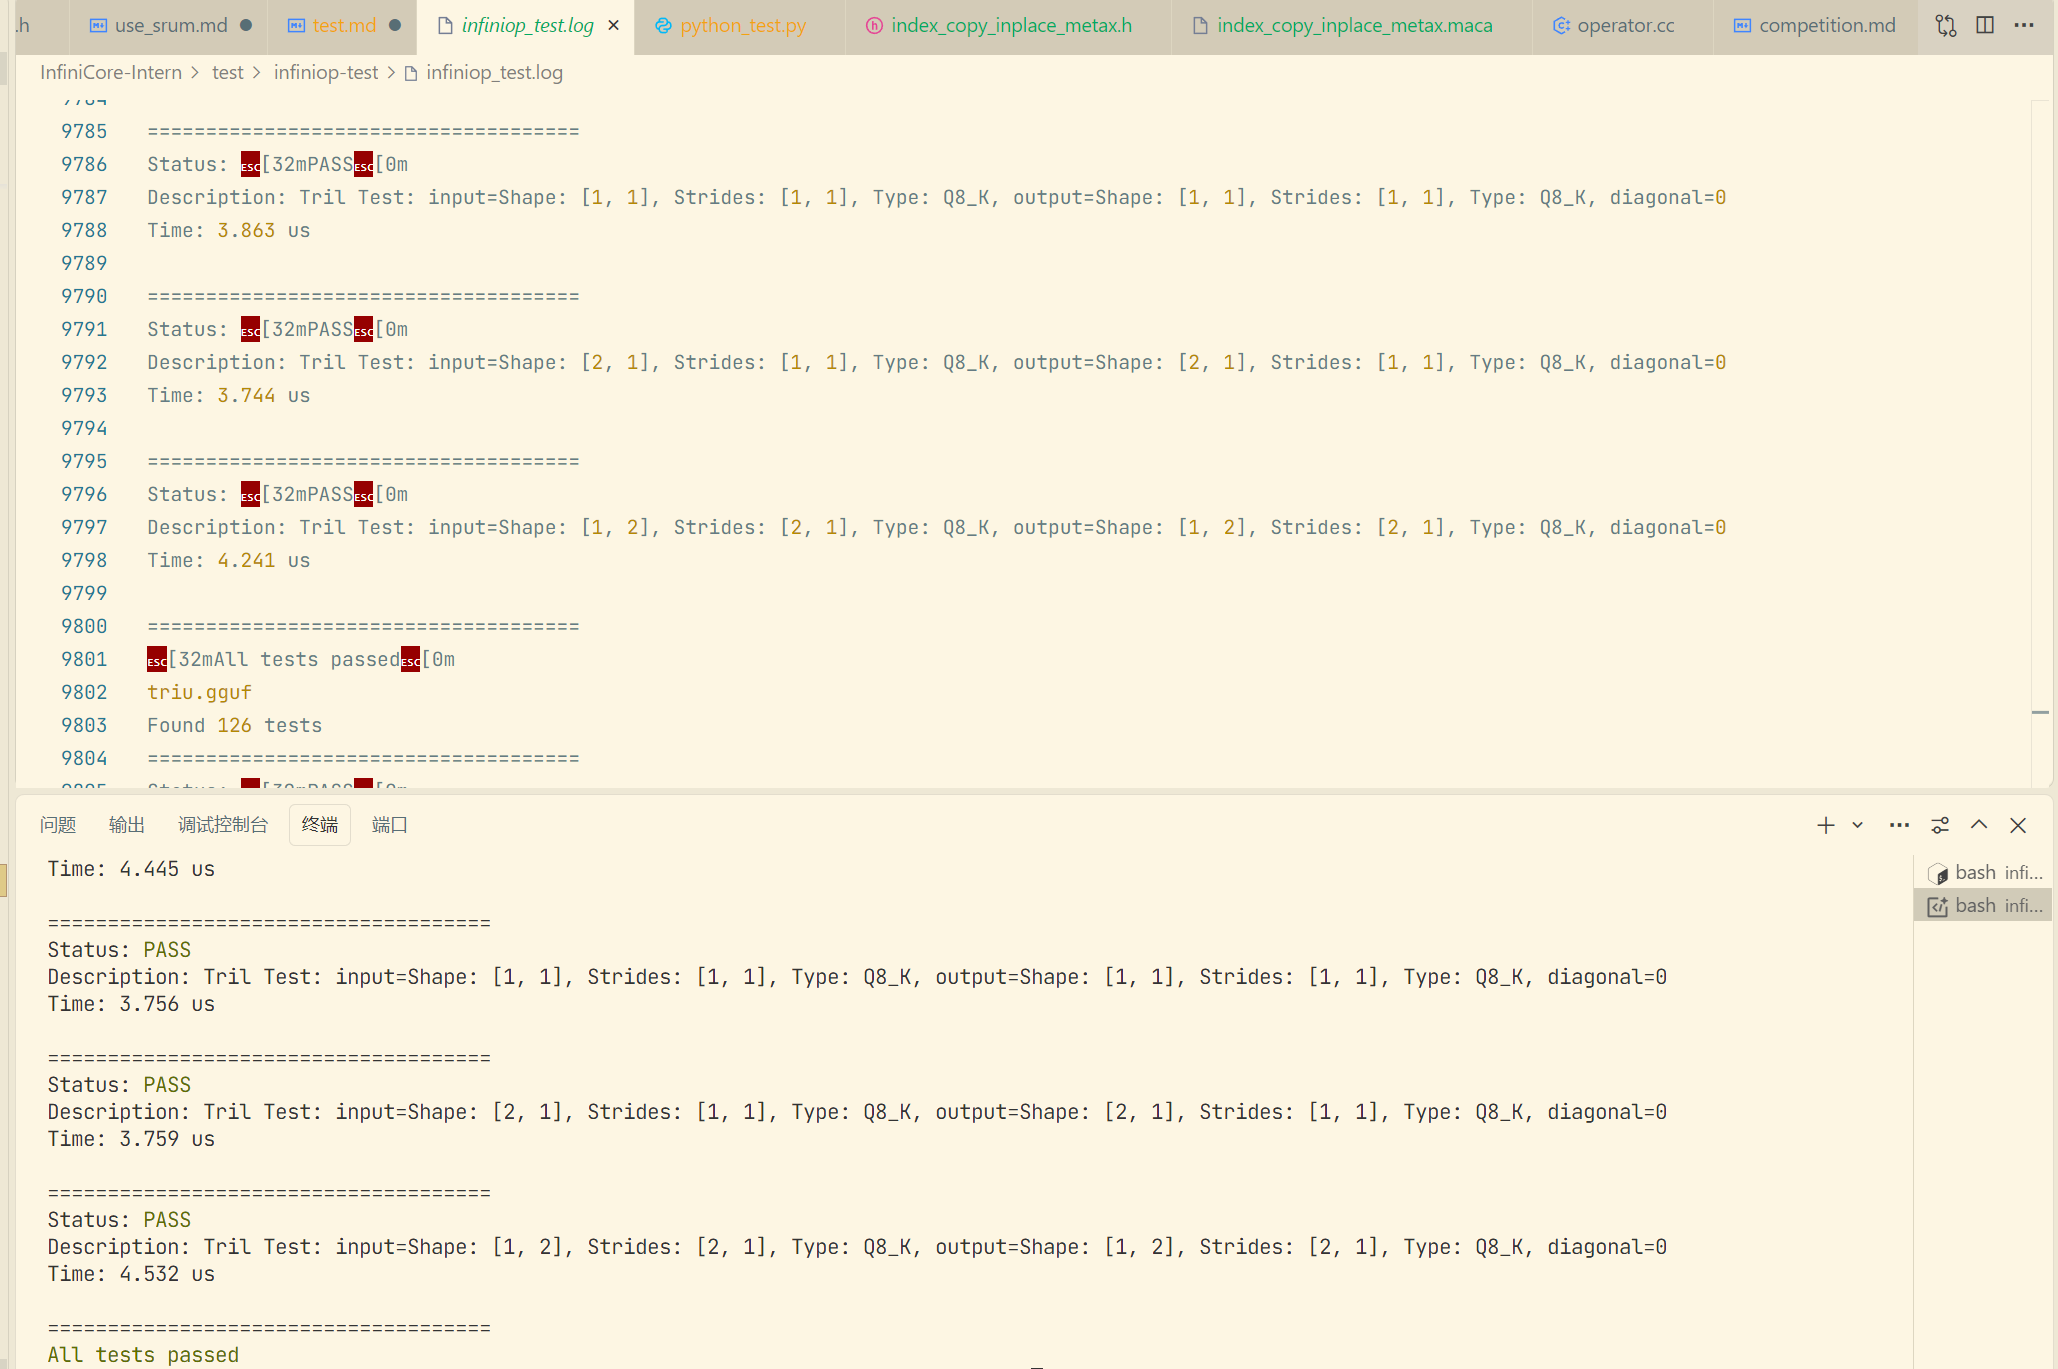 .h use_srum.md test.md infiniop_test.log python_test.py index_copy_inplace_metax.h index_copy_inplace_metax.maca operator.cc competition.md
InfiniCore-Intern > test > infiniop-test > infiniop_test.log
9784
9785 =====================================
9786 Status: ESC[32mPASSESC[0m
9787 Description: Tril Test: input=Shape: [1, 1], Strides: [1, 1], Type: Q8_K, output=Shape: [1, 1], Strides: [1, 1], Type: Q8_K, diagonal=0
9788 Time: 3.863 us
9789
9790 =====================================
9791 Status: ESC[32mPASSESC[0m
9792 Description: Tril Test: input=Shape: [2, 1], Strides: [1, 1], Type: Q8_K, output=Shape: [2, 1], Strides: [1, 1], Type: Q8_K, diagonal=0
9793 Time: 3.744 us
9794
9795 =====================================
9796 Status: ESC[32mPASSESC[0m
9797 Description: Tril Test: input=Shape: [1, 2], Strides: [2, 1], Type: Q8_K, output=Shape: [1, 2], Strides: [2, 1], Type: Q8_K, diagonal=0
9798 Time: 4.241 us
9799
9800 =====================================
9801 ESC[32mAll tests passedESC[0m
9802 triu.gguf
9803 Found 126 tests
9804 =====================================
9805 Status: ESC[32mPASSESC[0m
问题 输出 调试控制台 终端 端口
Time: 4.445 us
=====================================
Status: PASS
Description: Tril Test: input=Shape: [1, 1], Strides: [1, 1], Type: Q8_K, output=Shape: [1, 1], Strides: [1, 1], Type: Q8_K, diagonal=0
Time: 3.756 us
=====================================
Status: PASS
Description: Tril Test: input=Shape: [2, 1], Strides: [1, 1], Type: Q8_K, output=Shape: [2, 1], Strides: [1, 1], Type: Q8_K, diagonal=0
Time: 3.759 us
=====================================
Status: PASS
Description: Tril Test: input=Shape: [1, 2], Strides: [2, 1], Type: Q8_K, output=Shape: [1, 2], Strides: [2, 1], Type: Q8_K, diagonal=0
Time: 4.532 us
=====================================
All tests passed
bash infi...
bash infi...